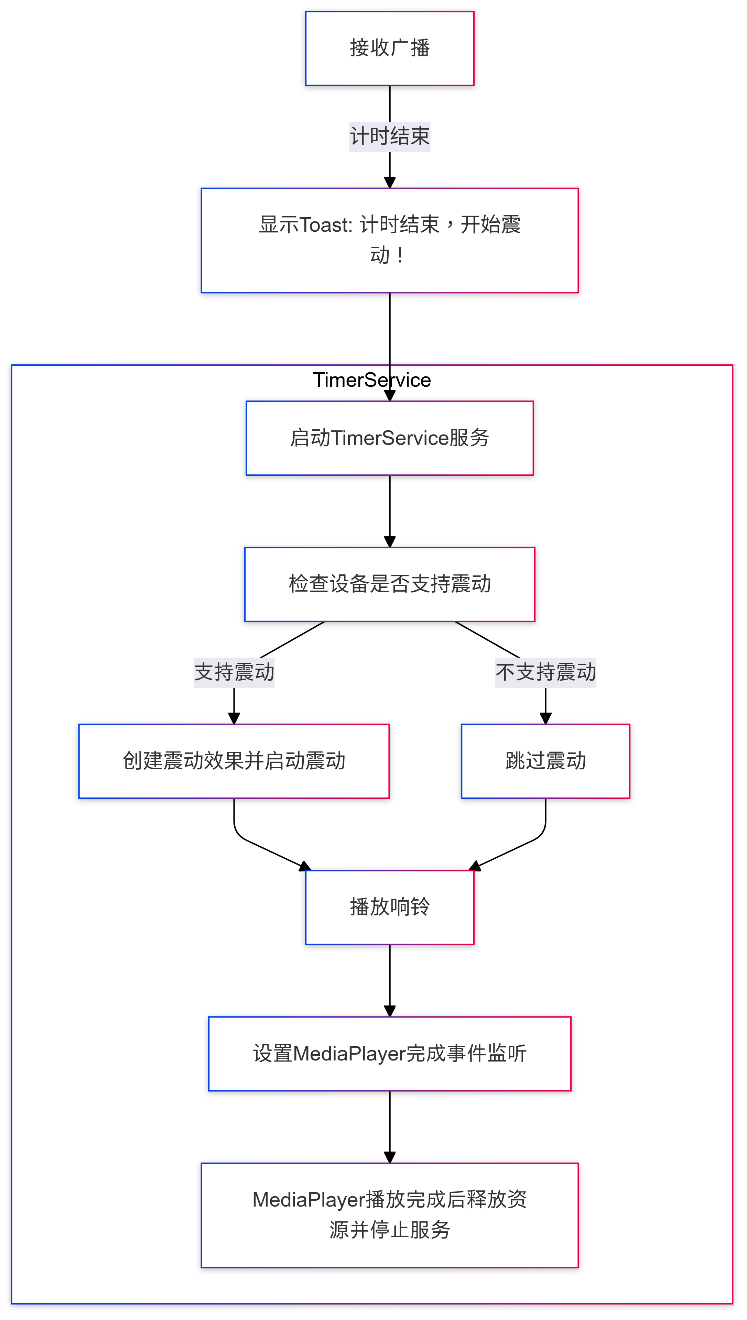 接收广播
计时结束
显示Toast: 计时结束，开始震
动！
TimerService
启动TimerService服务
检查设备是否支持震动
支持震动
不支持震动
创建震动效果并启动震动
跳过震动
播放响铃
设置MediaPlayer完成事件监听
MediaPlayer播放完成后释放资
源并停止服务